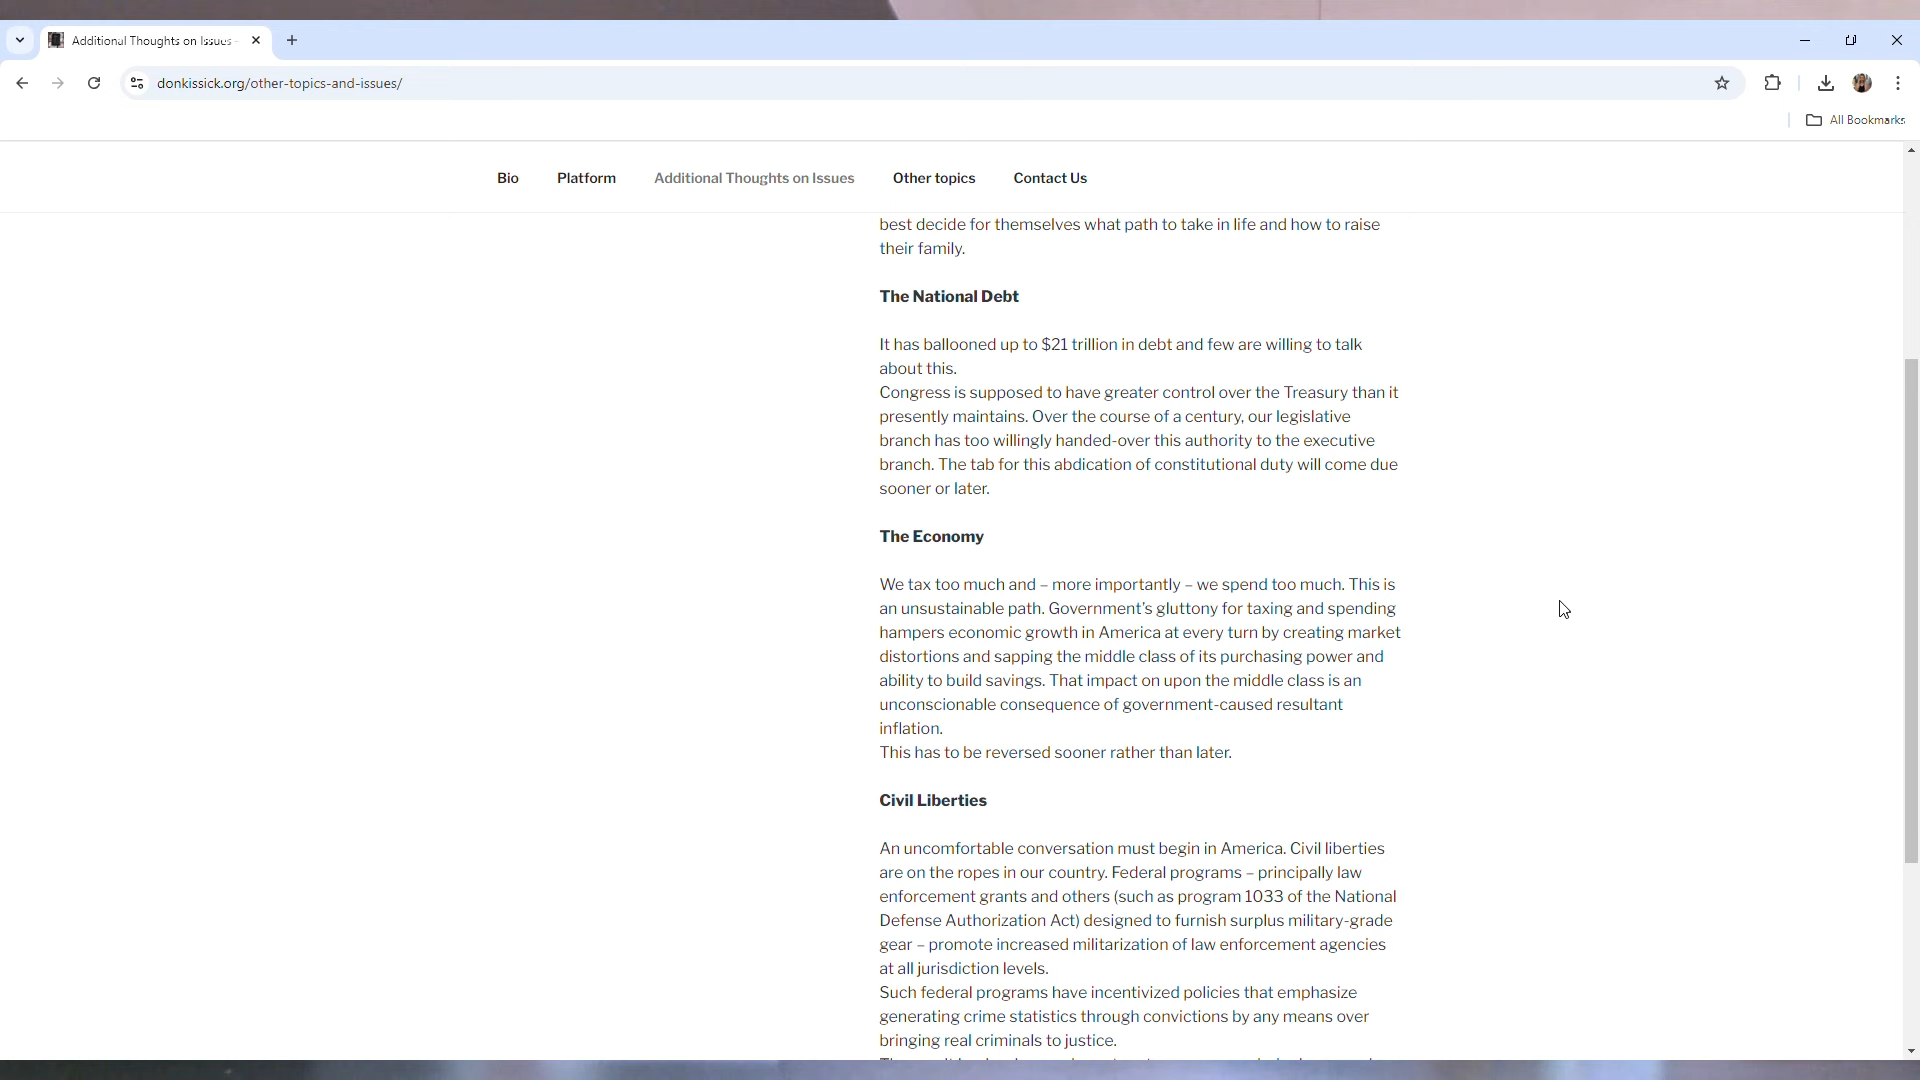 Additional Thoughts on Issues -
donkissick.org/other-topics-and-issues/
All Bookmarks
Bio Platform Additional Thoughts on Issues Other topics Contact Us
best decide for themselves what path to take in life and how to raise
their family.
The National Debt
It has ballooned up to $21 trillion in debt and few are willing to talk
about this.
Congress is supposed to have greater control over the Treasury than it
presently maintains. Over the course of a century, our legislative
branch has too willingly handed-over this authority to the executive
branch. The tab for this abdication of constitutional duty will come due
sooner or later.
The Economy
We tax too much and – more importantly – we spend too much. This is
an unsustainable path. Government's gluttony for taxing and spending
hampers economic growth in America at every turn by creating market
distortions and sapping the middle class of its purchasing power and
ability to build savings. That impact on upon the middle class is an
unconscionable consequence of government-caused resultant
inflation.
This has to be reversed sooner rather than later.
Civil Liberties
An uncomfortable conversation must begin in America. Civil liberties
are on the ropes in our country. Federal programs – principally law
enforcement grants and others (such as program 1033 of the National
Defense Authorization Act) designed to furnish surplus military-grade
gear – promote increased militarization of law enforcement agencies
at all jurisdiction levels.
Such federal programs have incentivized policies that emphasize
generating crime statistics through convictions by any means over
bringing real criminals to justice.